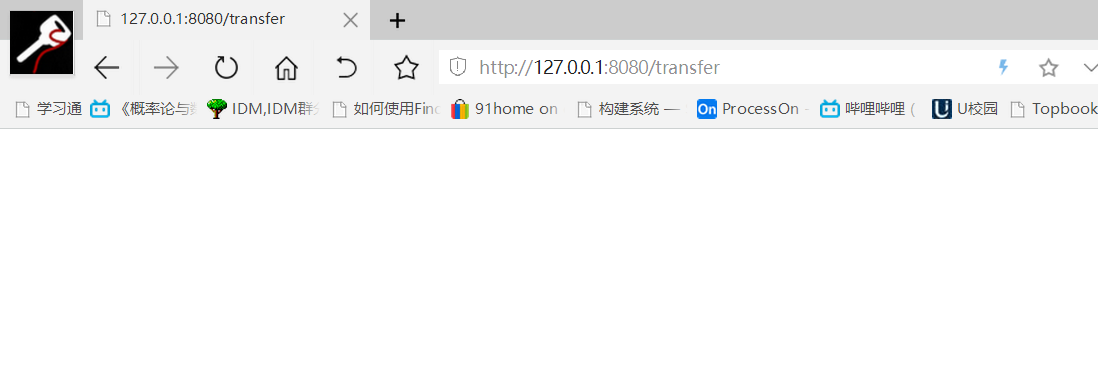 127.0.0.1:8080/transfer
http://127.0.0.1:8080/transfer
学习通 《概率论与 IDM,IDM群 如何使用Find 91home on 构建系统 — On ProcessOn - 哔哩哔哩 ( U U校园 Topbook